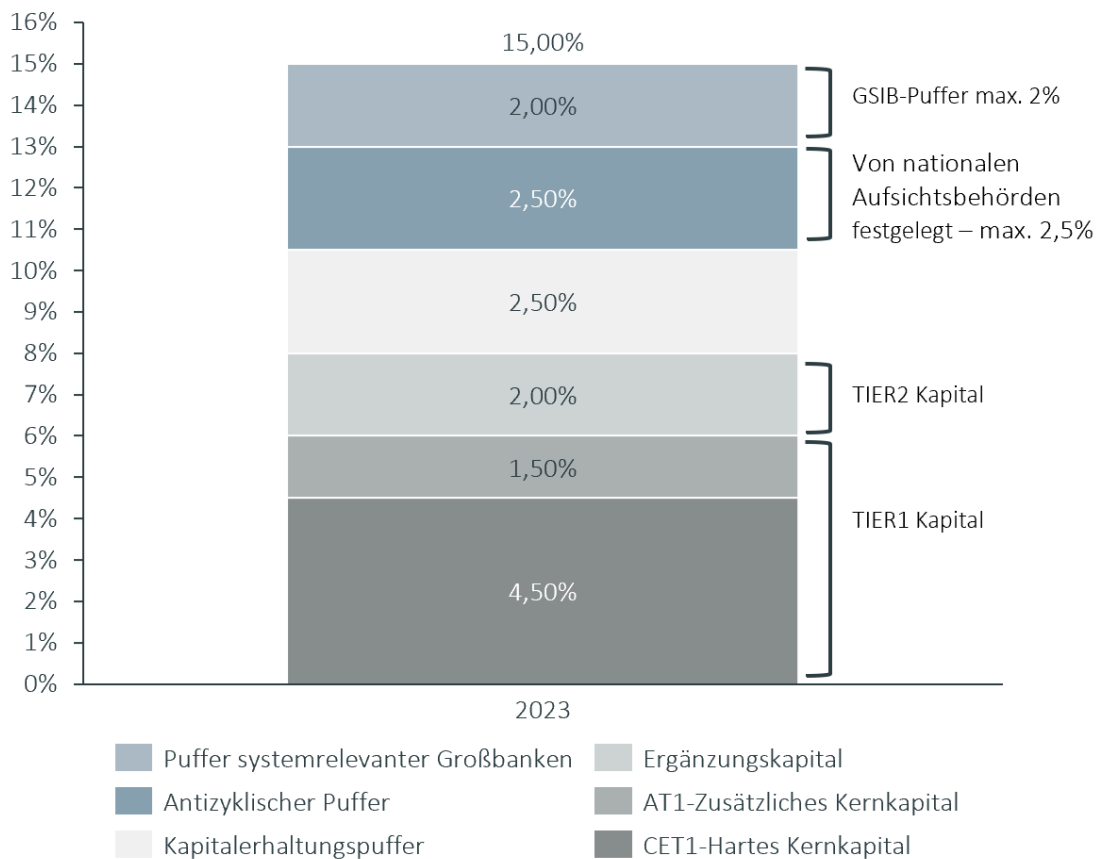 16%
15%
14%
13%
12%
11%
10%
9%
8%
7%
6%
5%
4%
3%
2%
1%
0%
15,00%
2,00%
2,50%
2,50%
2,00%
1,50%
4,50%
GSIB-Puffer max. 2%
Von nationalen
Aufsichtsbehörden
festgelegt – max. 2,5%
TIER2 Kapital
TIER1 Kapital
2023
Puffer systemrelevanter Großbanken
Ergänzungskapital
Antizyklischer Puffer
AT1-Zusätzliches Kernkapital
Kapitalerhaltungspuffer
CET1-Hartes Kernkapital